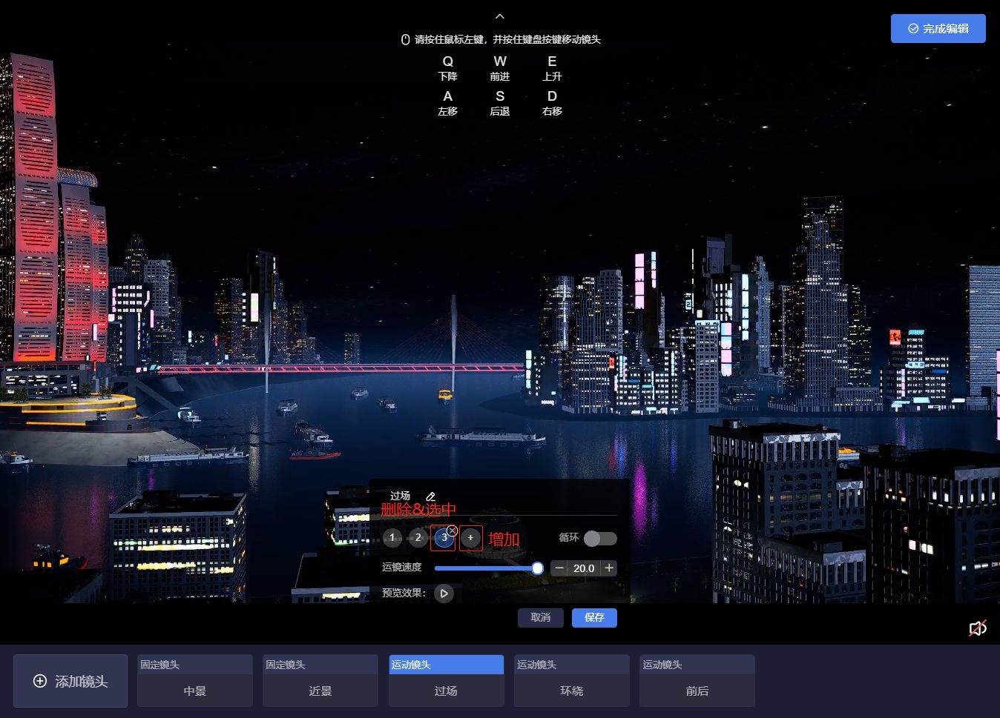 请按住鼠标左键，并按住键盘按键移动镜头
完成编辑
Q W E
下降 前进 上升
A S D
左移 后退 右移
过场
删除&选中
1 2 3 + 增加 循环
运镜速度 − 20.0 +
预览效果：
取消 保存
添加镜头
固定镜头 固定镜头 运动镜头 运动镜头 运动镜头
中景 近景 过场 环绕 前后